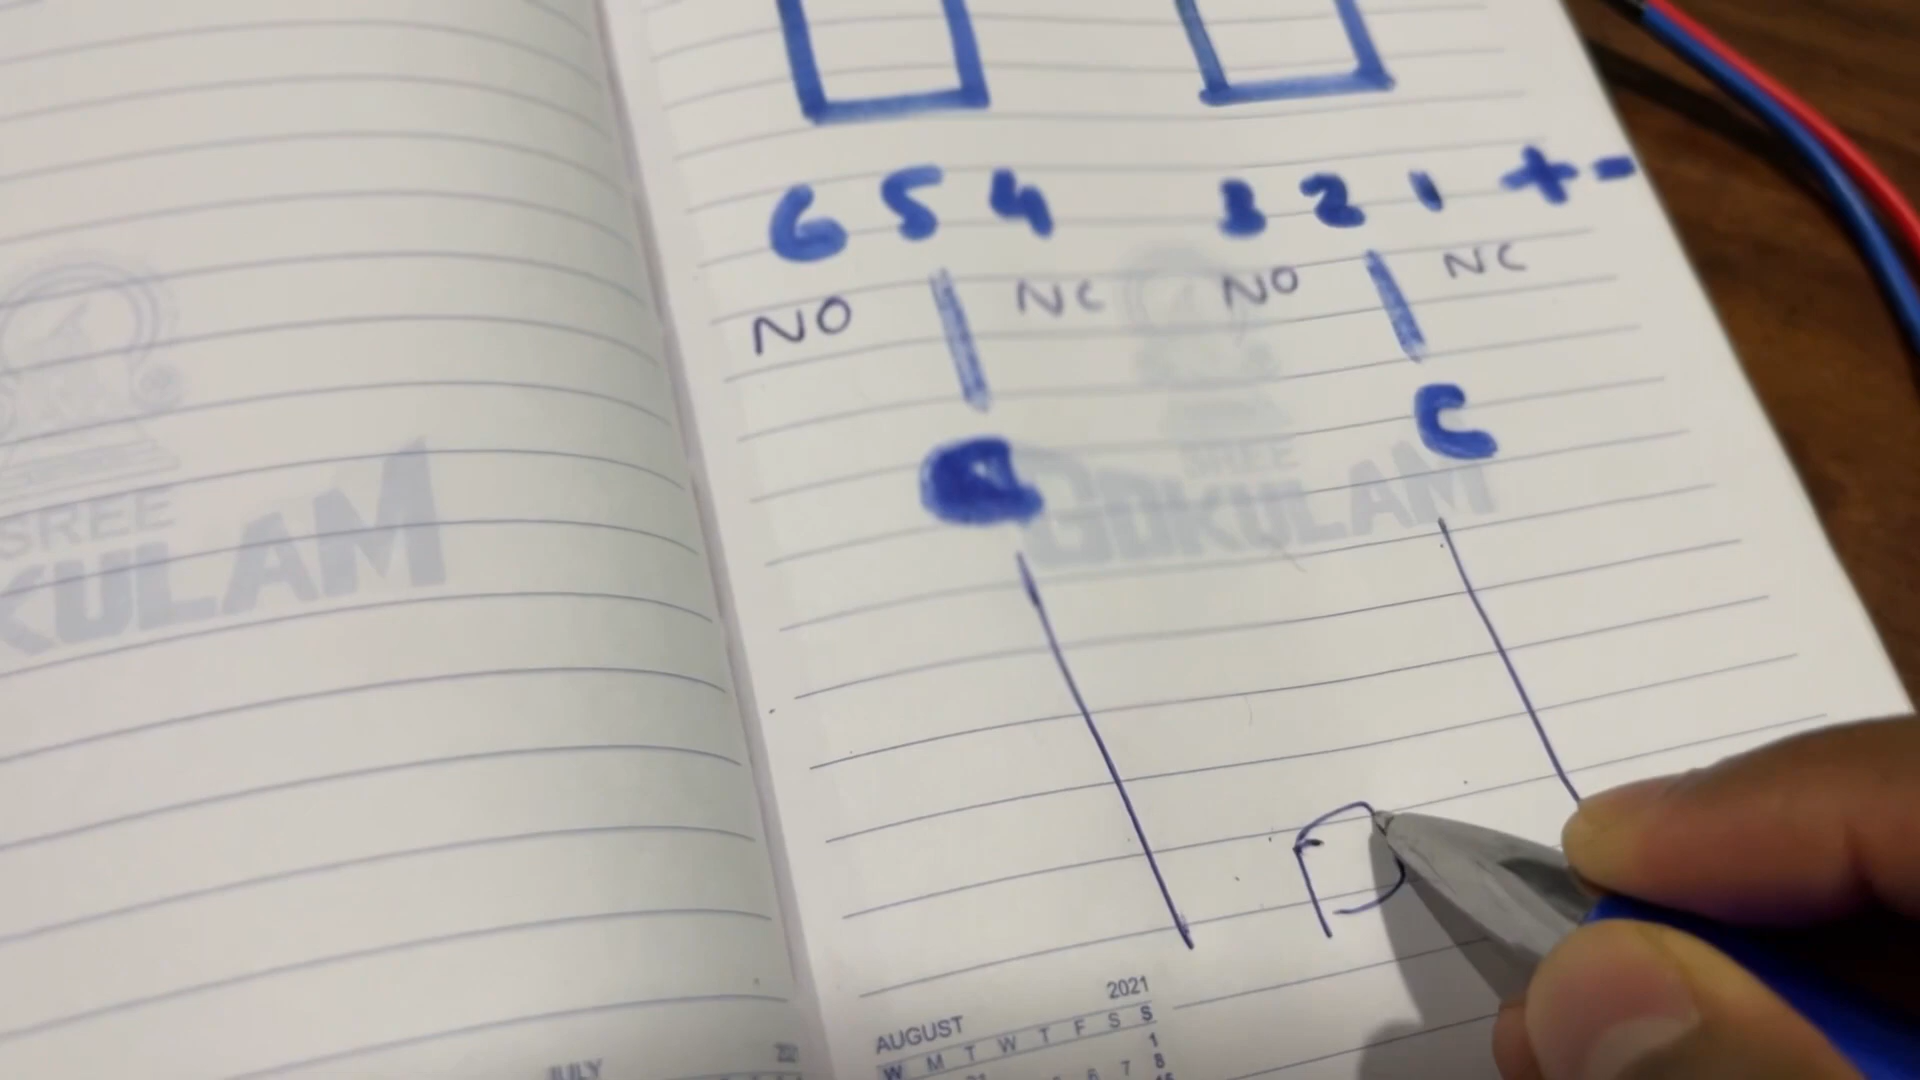 6 5 4 3 2 1 + -
NO NC NO NC
C
SREE
KULAM
SREE
GOKULAM
JULY
AUGUST 2021
W M T W T F S S
1
6 7 8